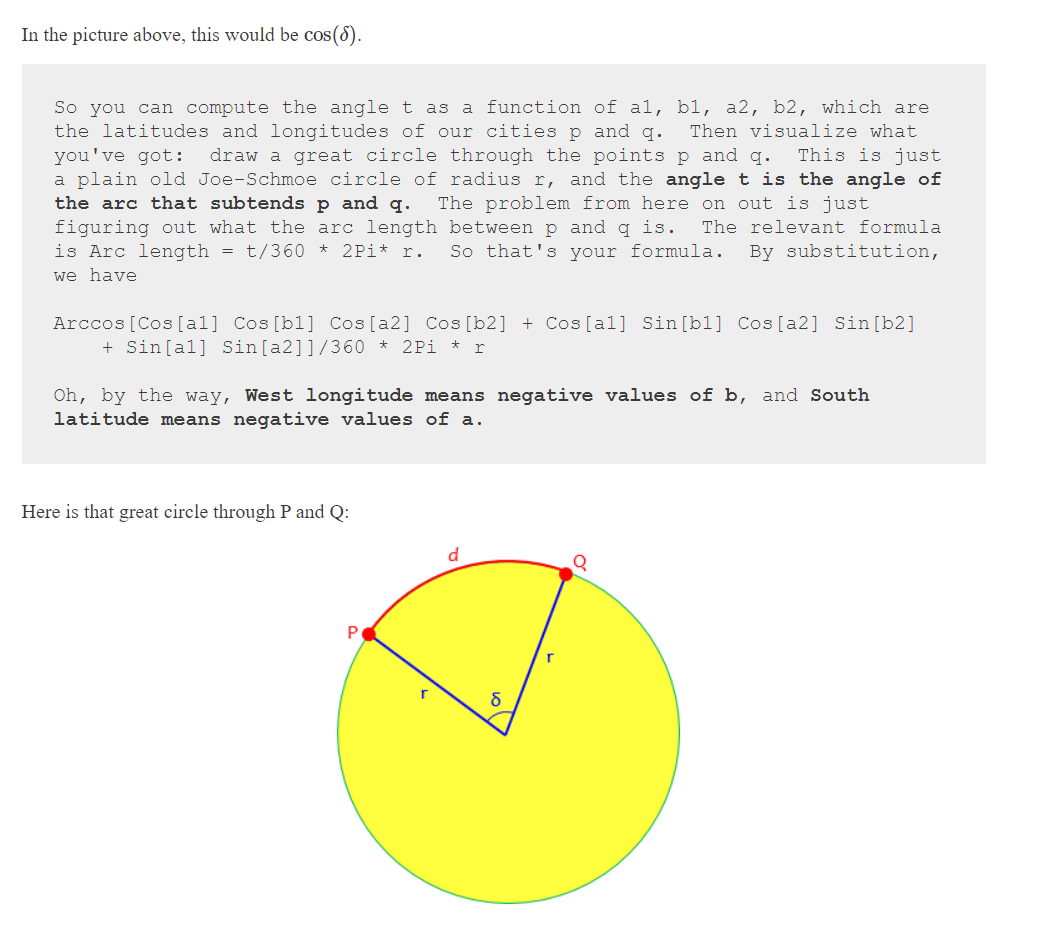 In the picture above, this would be cos(δ).
So you can compute the angle t as a function of a1, b1, a2, b2, which are
the latitudes and longitudes of our cities p and q.  Then visualize what
you've got:  draw a great circle through the points p and q.  This is just
a plain old Joe-Schmoe circle of radius r, and the angle t is the angle of
the arc that subtends p and q.  The problem from here on out is just
figuring out what the arc length between p and q is.  The relevant formula
is Arc length = t/360 * 2Pi* r.  So that's your formula.  By substitution,
we have
Arccos[Cos[a1] Cos[b1] Cos[a2] Cos[b2] + Cos[a1] Sin[b1] Cos[a2] Sin[b2]
+ Sin[a1] Sin[a2]]/360 * 2Pi * r
Oh, by the way, West longitude means negative values of b, and South
latitude means negative values of a.
Here is that great circle through P and Q:
d
Q
P
r
r
δ